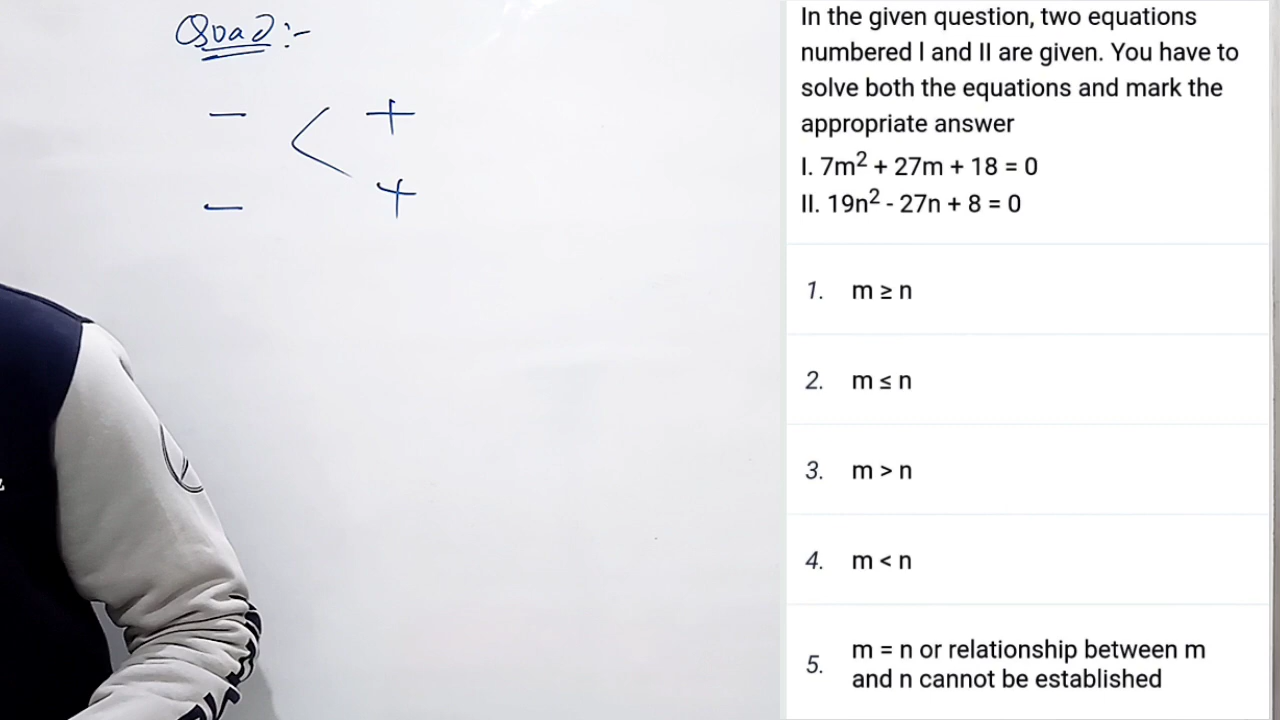 Quad :-
- < +
- +
In the given question, two equations
numbered I and II are given. You have to
solve both the equations and mark the
appropriate answer
I. 7m² + 27m + 18 = 0
II. 19n² - 27n + 8 = 0
1. m ≥ n
2. m ≤ n
3. m > n
4. m < n
5. m = n or relationship between m
and n cannot be established